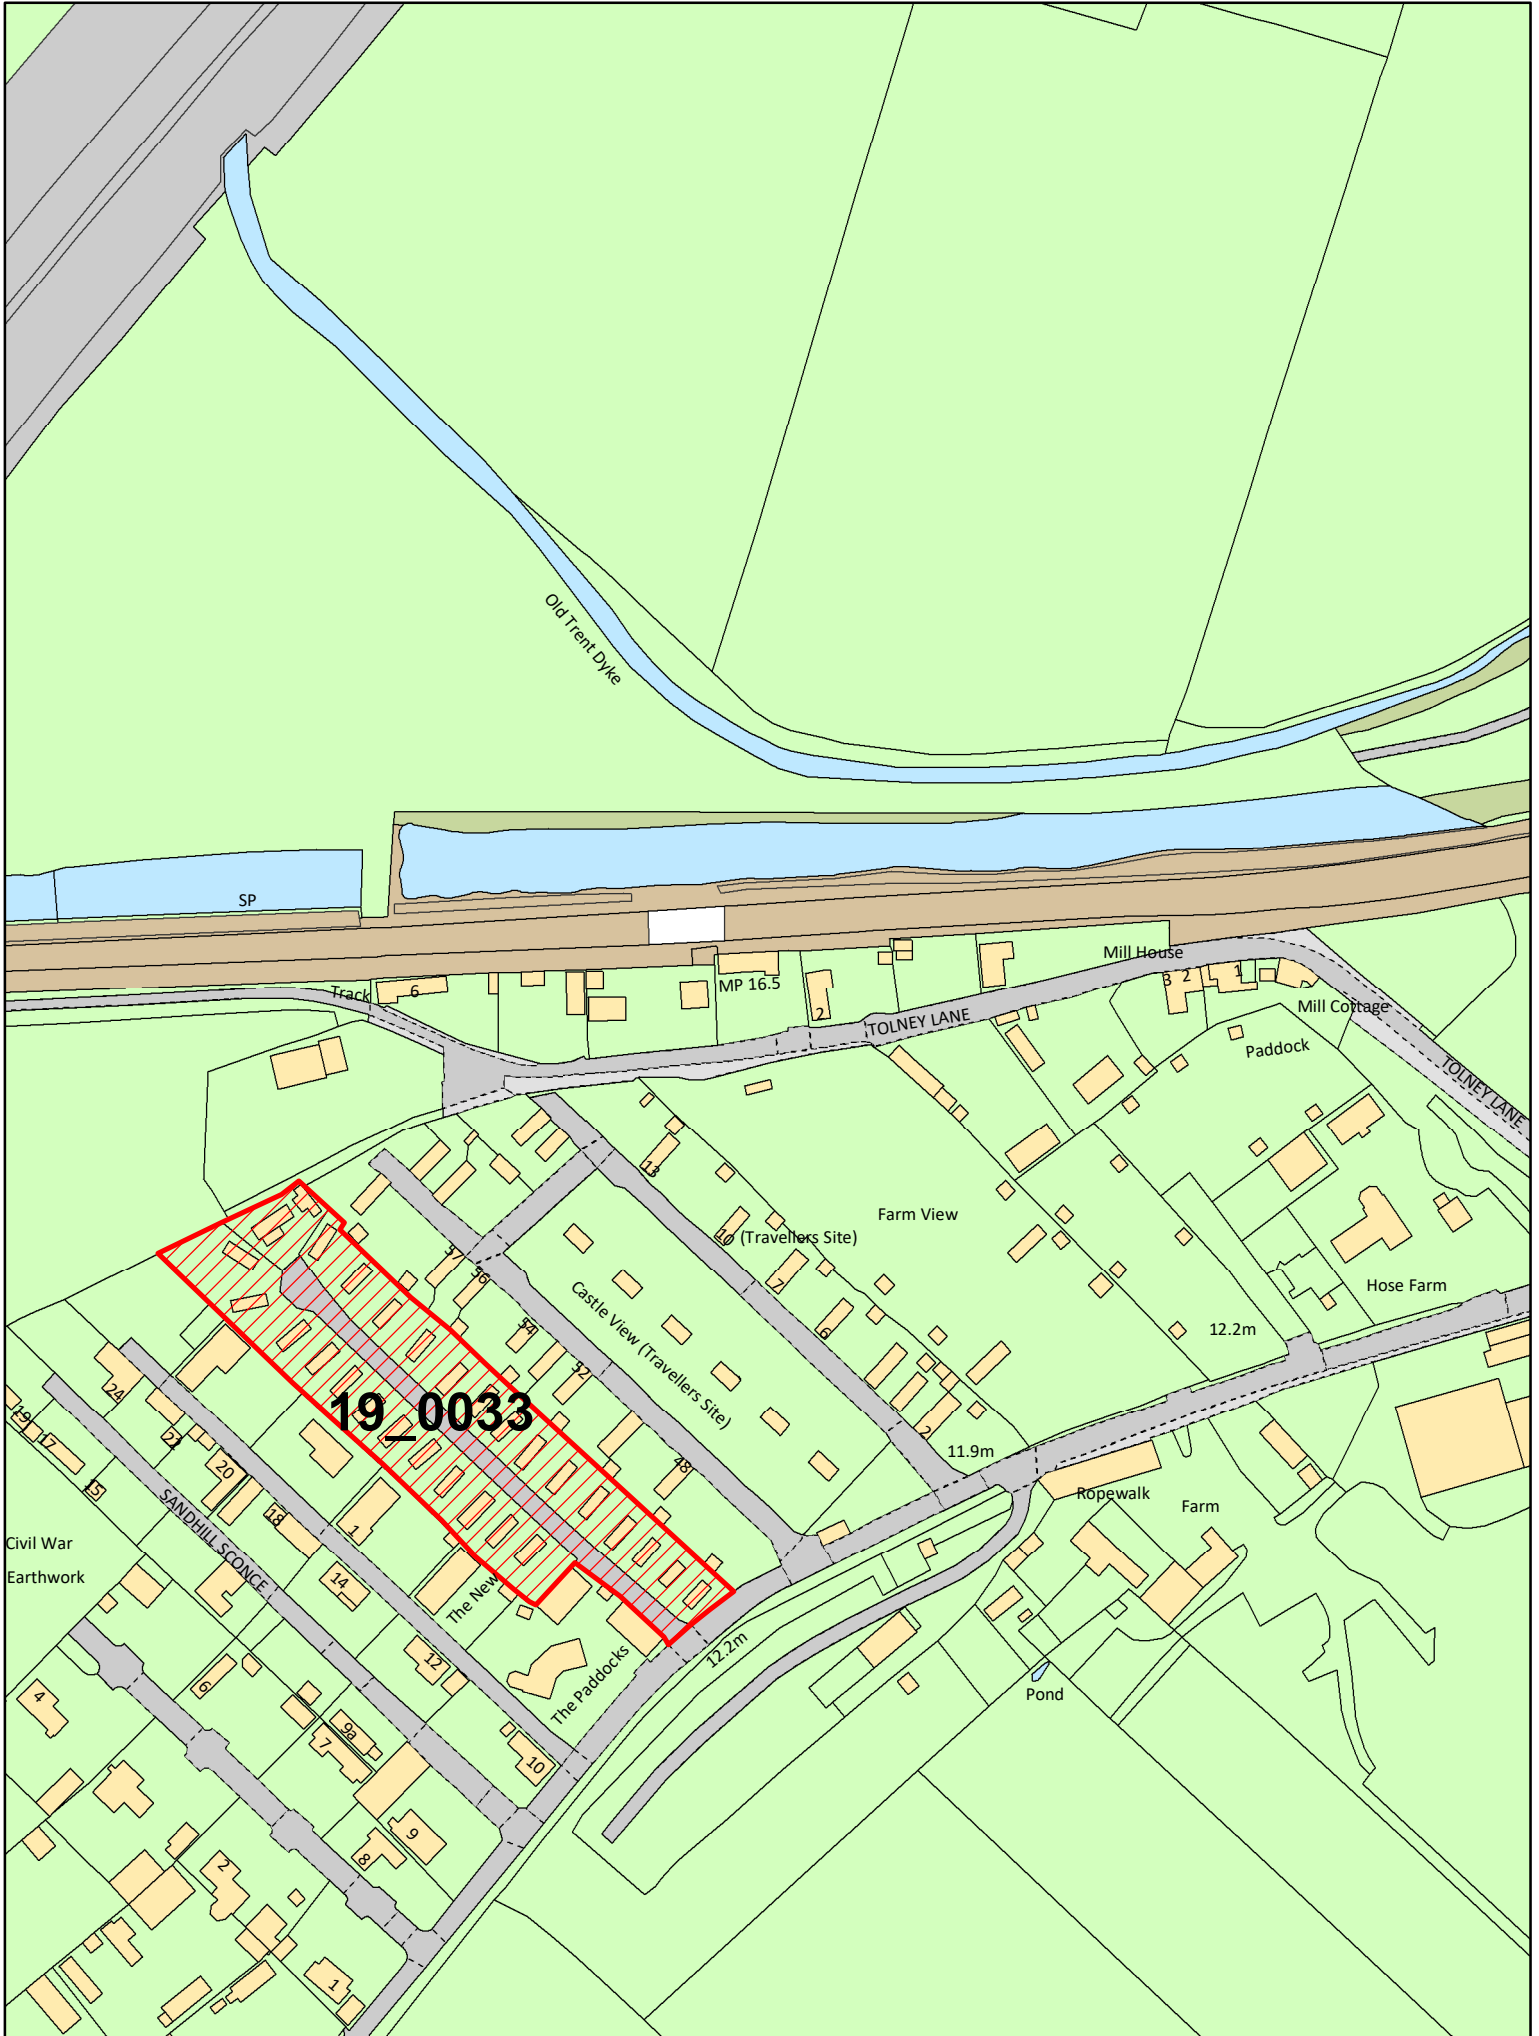 Old Trent Dyke
SP
Mill House
MP 16.5
3
2
1
Track
6
2
TOLNEY LANE
Mill Cottage
Paddock
TOLNEY LANE
13
Farm View
10
(Travellers Site)
57
56
7
Castle View (Travellers Site)
Hose Farm
54
6
12.2m
52
24
19_0033
19
17
22
2
11.9m
20
48
15
Ropewalk
Farm
SANDHILL SCONCE
18
1
Civil War
Earthwork
14
The New
12
12.2m
The Paddocks
6
Pond
4
9a
7
10
9
8
2
1